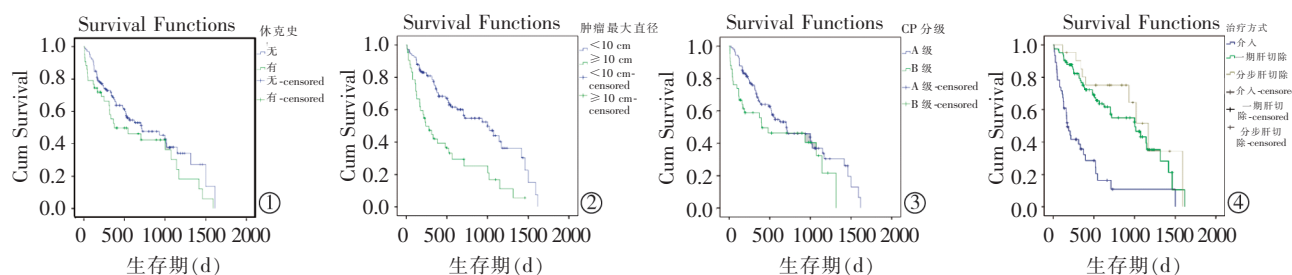 Survival Functions
休克史
无
有
无-censored
有-censored
Cum Survival
1.0
0.8
0.6
0.4
0.2
0.0
0
500
1000
1500
2000
生存期(d)
①
Survival Functions
肿瘤最大直径
<10 cm
≥10 cm
<10 cm-
censored
≥10 cm-
censored
Cum Survival
1.0
0.8
0.6
0.4
0.2
0.0
0
500
1000
1500
2000
生存期(d)
②
Survival Functions
CP 分级
A 级
B 级
A 级-censored
B 级-censored
Cum Survival
1.0
0.8
0.6
0.4
0.2
0.0
0
500
1000
1500
2000
生存期(d)
③
Survival Functions
治疗方式
介入
一期肝切除
分步肝切除
介入-censore
一期肝切
除-censored
分步肝切
除-censored
Cum Survival
1.0
0.8
0.6
0.4
0.2
0.0
0
500
1000
1500
2000
生存期(d)
④